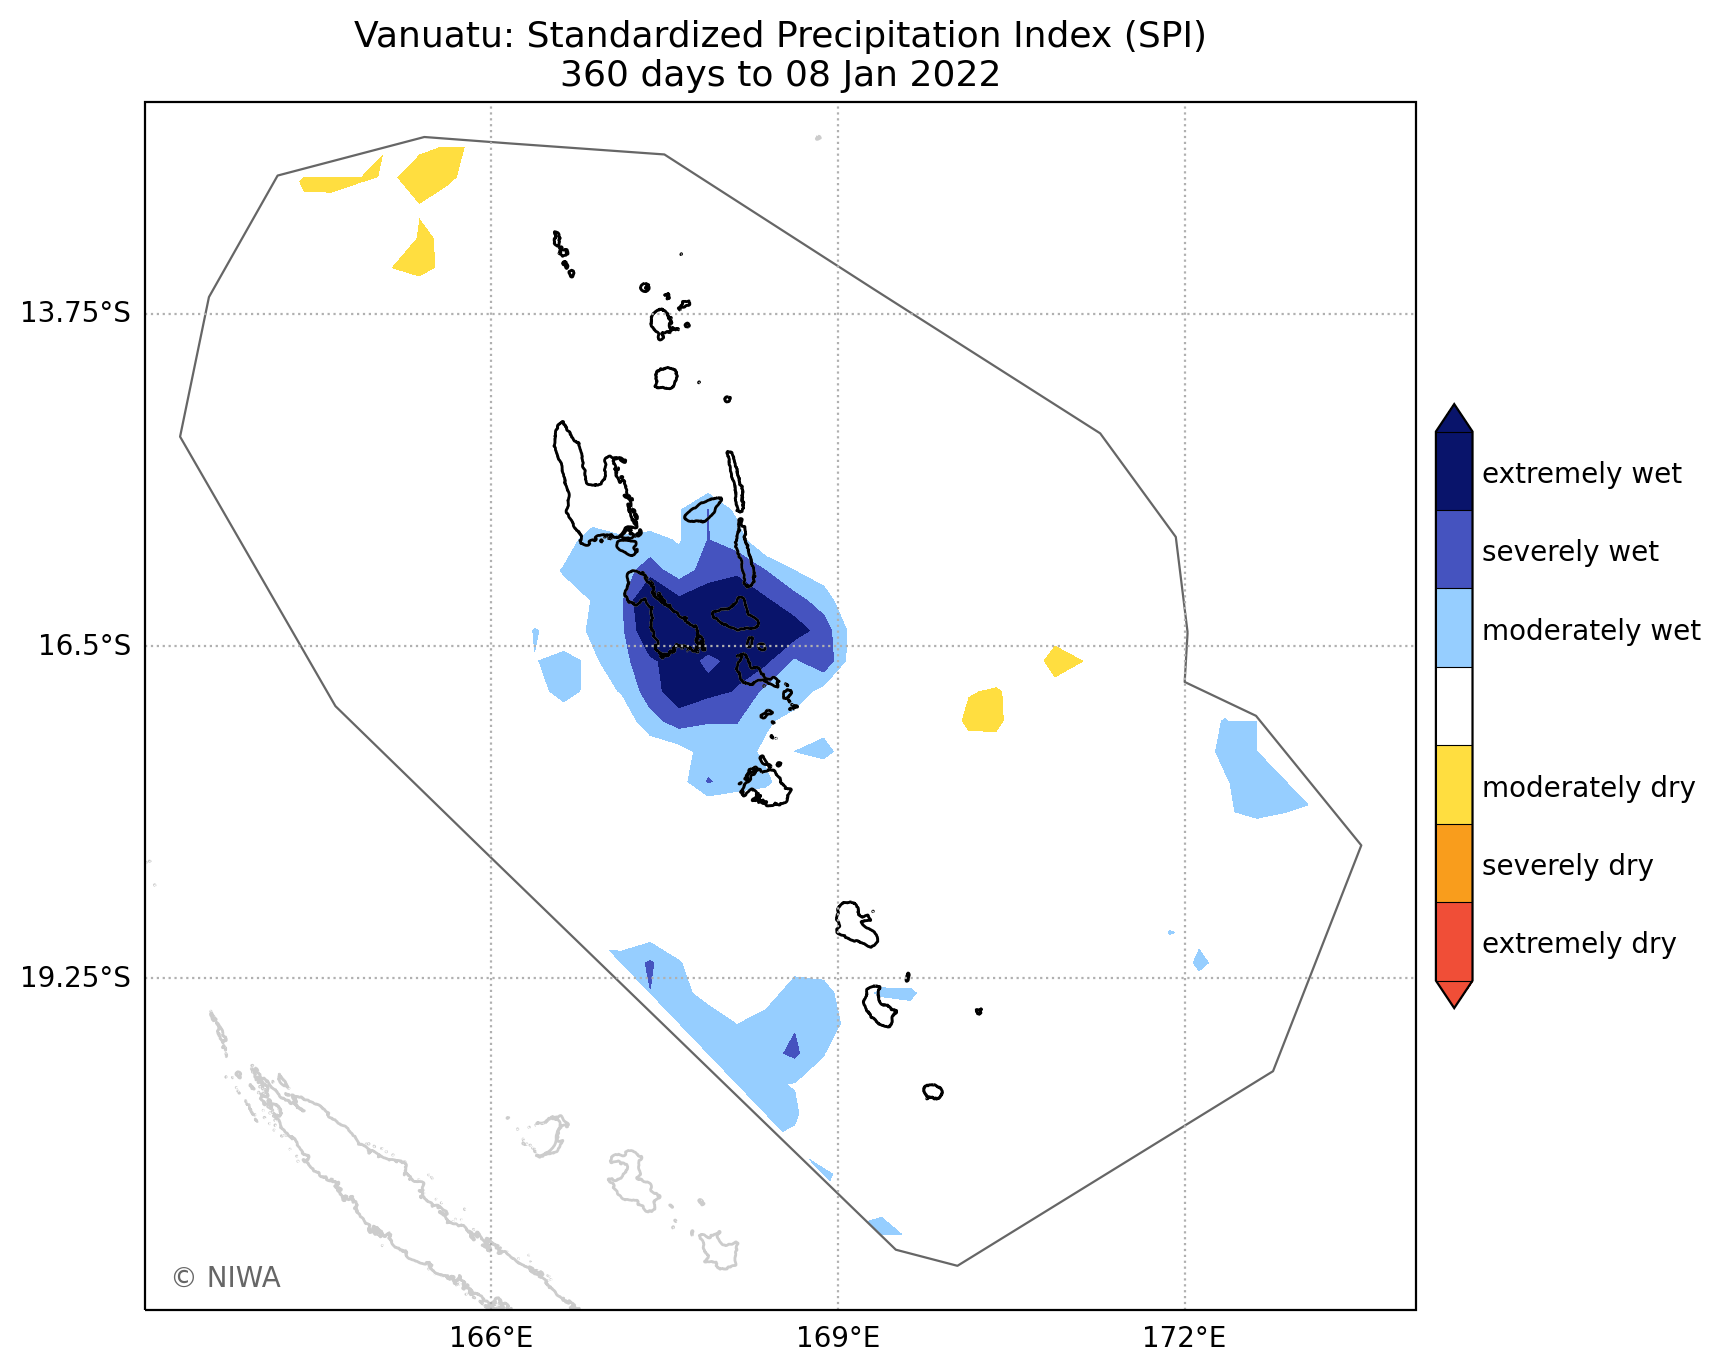 Vanuatu: Standardized Precipitation Index (SPI)
360 days to 08 Jan 2022
13.75°S
16.5°S
19.25°S
166°E
169°E
172°E
extremely wet
severely wet
moderately wet
moderately dry
severely dry
extremely dry
© NIWA